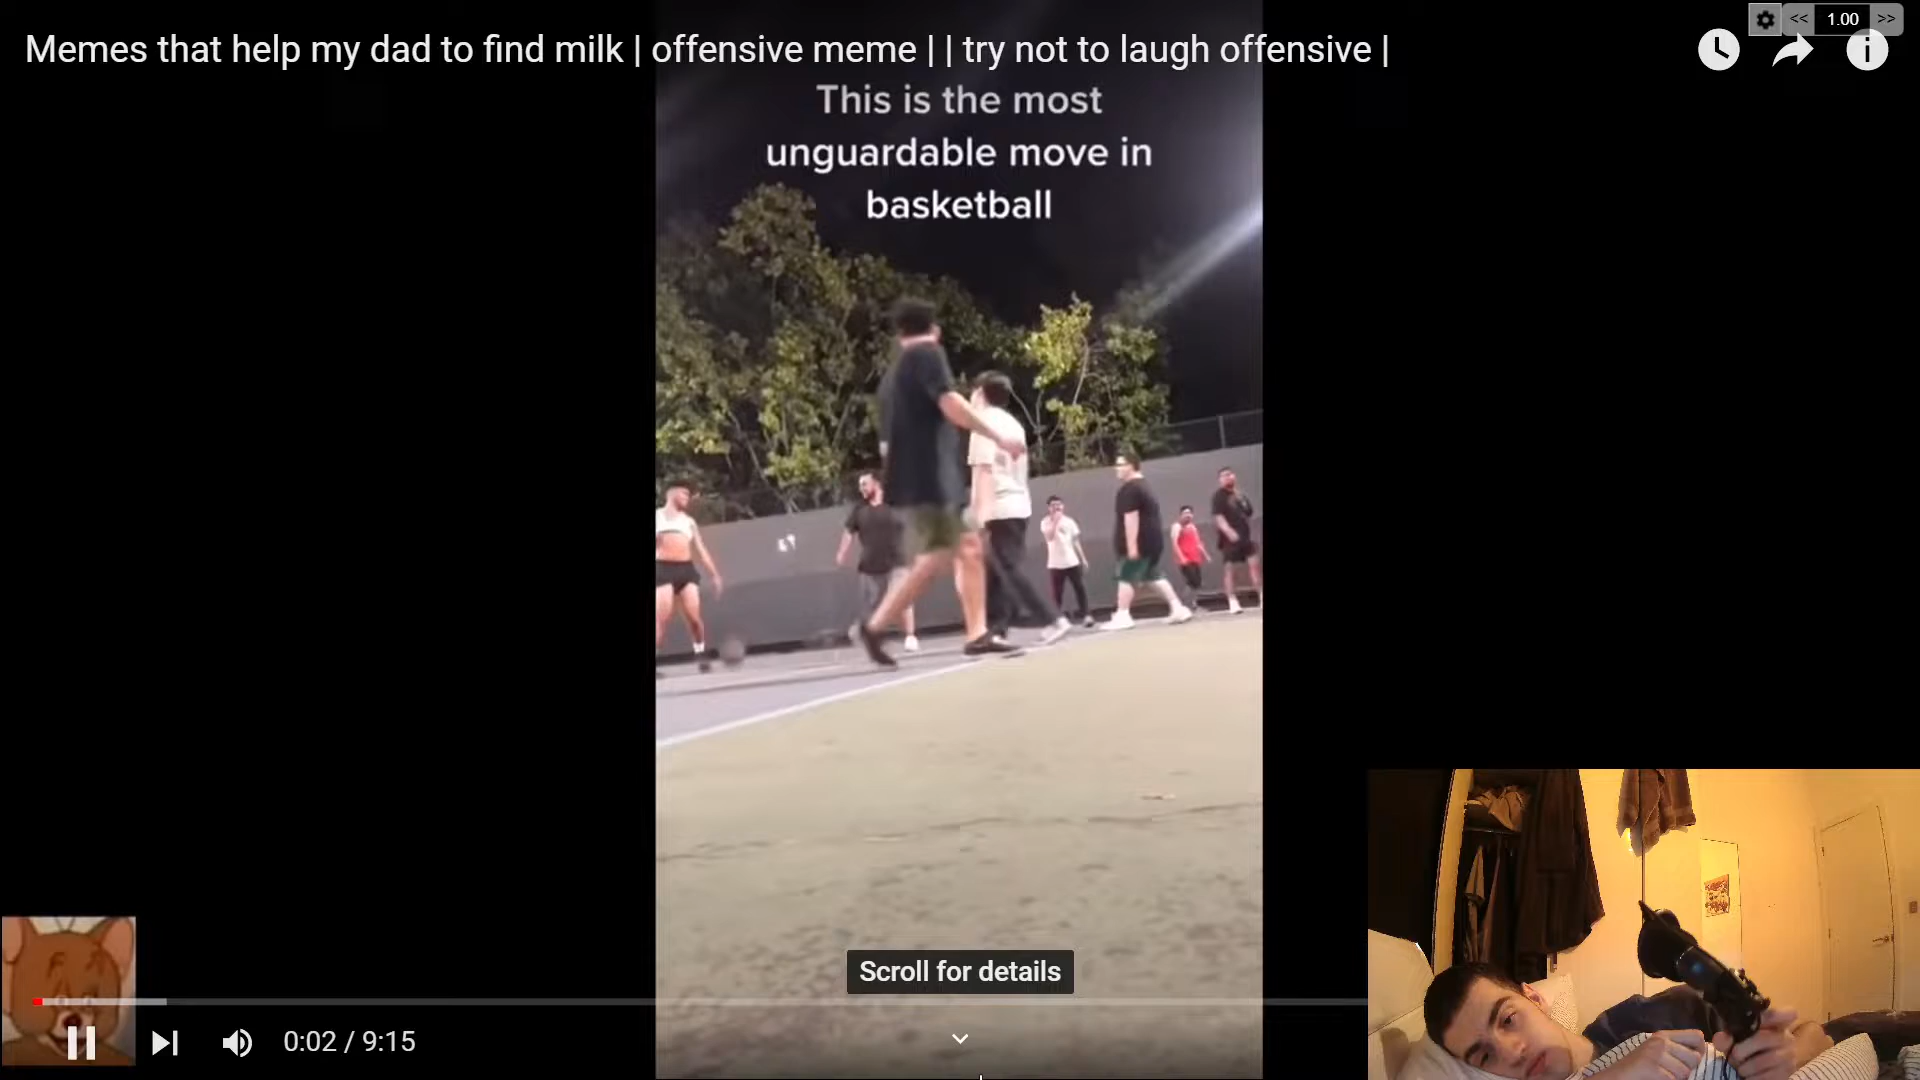 Memes that help my dad to find milk | offensive meme | | try not to laugh offensive |
<< 1.00 >>
This is the most
unguardable move in
basketball
Scroll for details
0:02 / 9:15